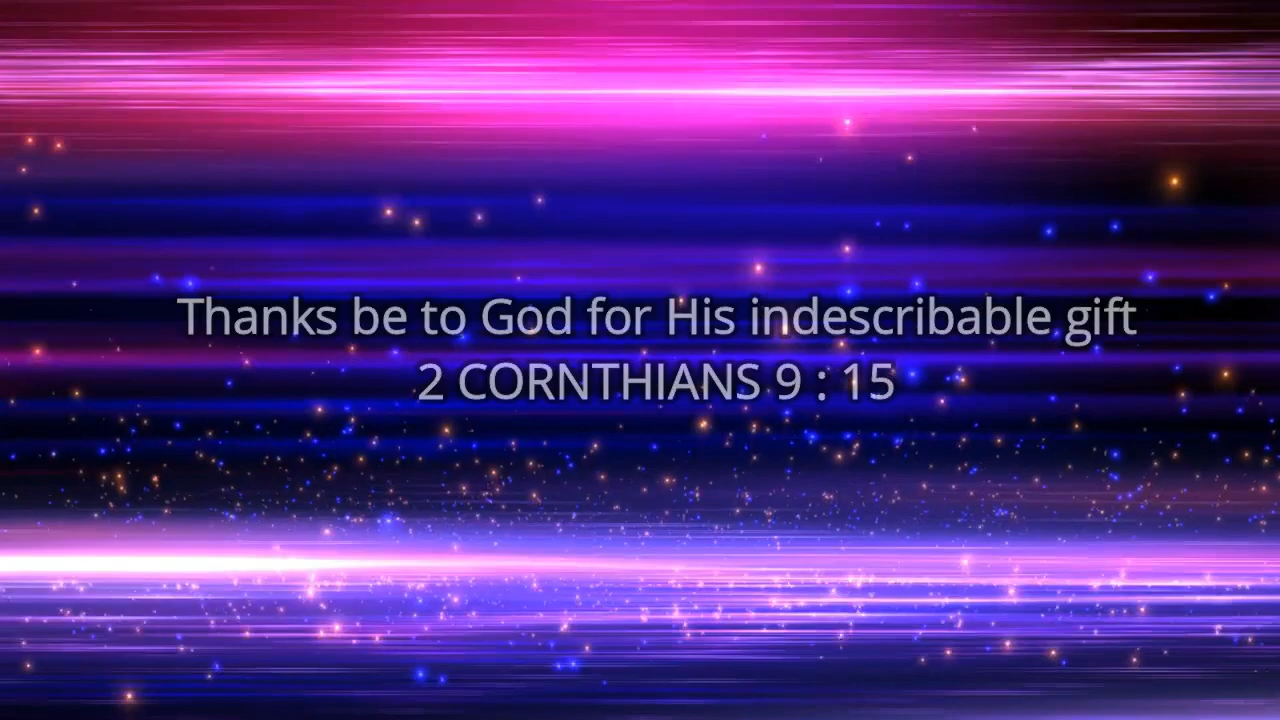 Thanks be to God for His indescribable gift
2 CORNTHIANS 9 : 15